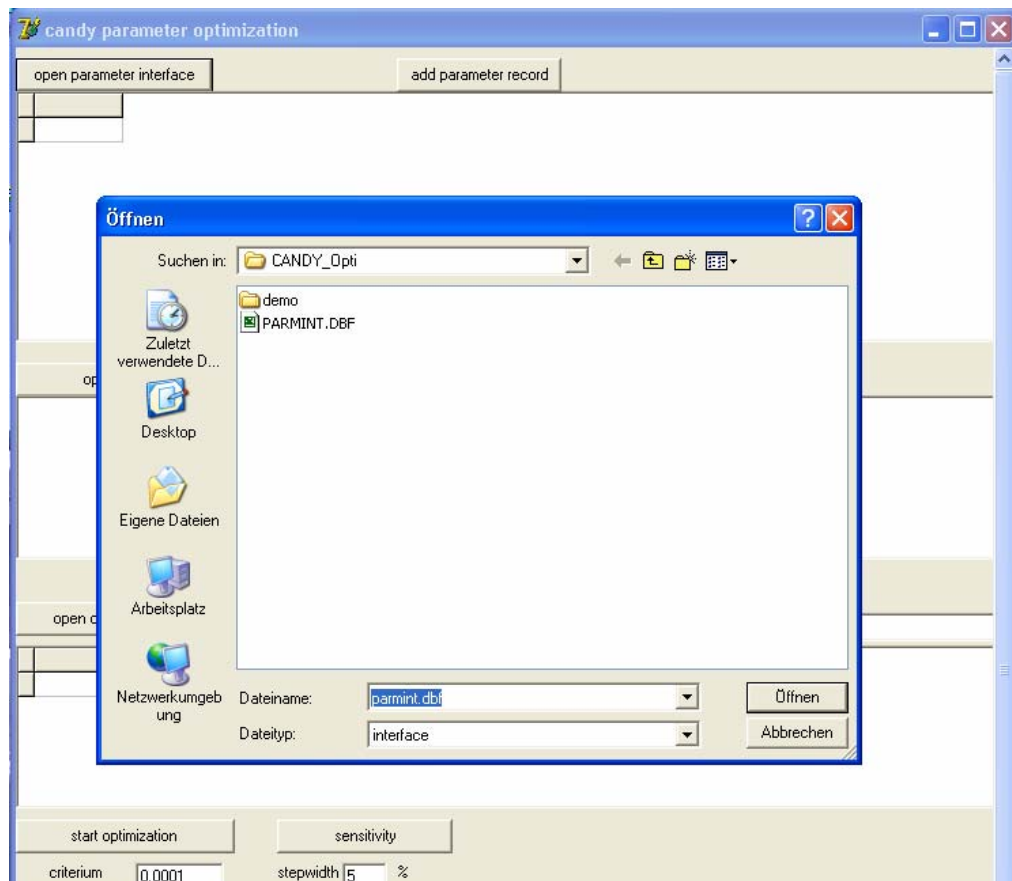 candy parameter optimization
open parameter interface
add parameter record
Öffnen
Suchen in:
CANDY_Opti
demo
PARMINT.DBF
Zuletzt
verwendete D...
op
Desktop
Eigene Dateien
Arbeitsplatz
open
Netzwerkumgeb
ung
Dateiname:
parmint.dbf
Öffnen
Dateityp:
interface
Abbrechen
start optimization
sensitivity
criterium
0.0001
stepwidth
5
%